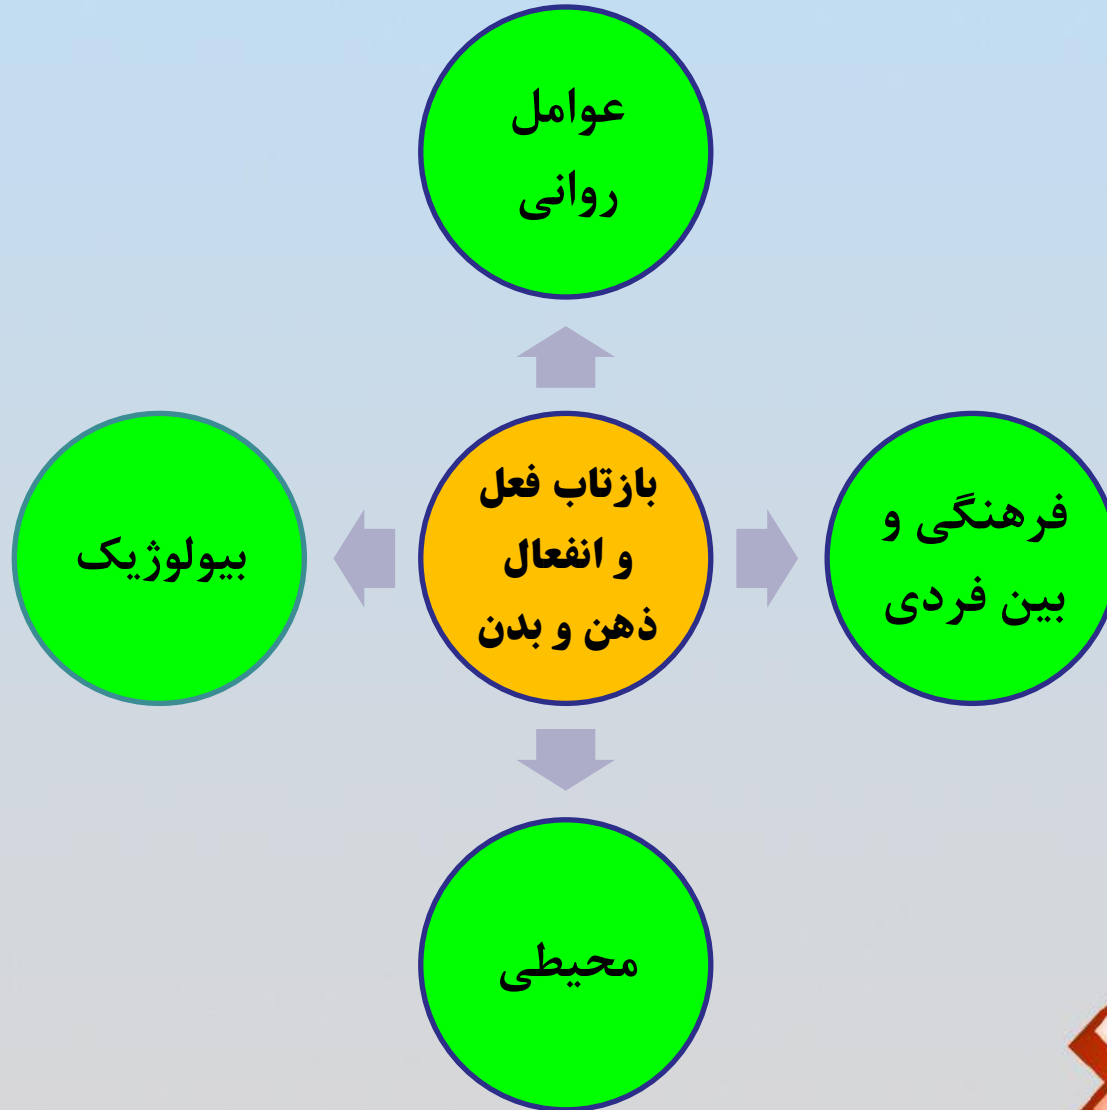 عوامل
روانی
بازتاب فعل
و انفعال
ذهن و بدن
فرهنگی و
بین فردی
بیولوژیک
محیطی